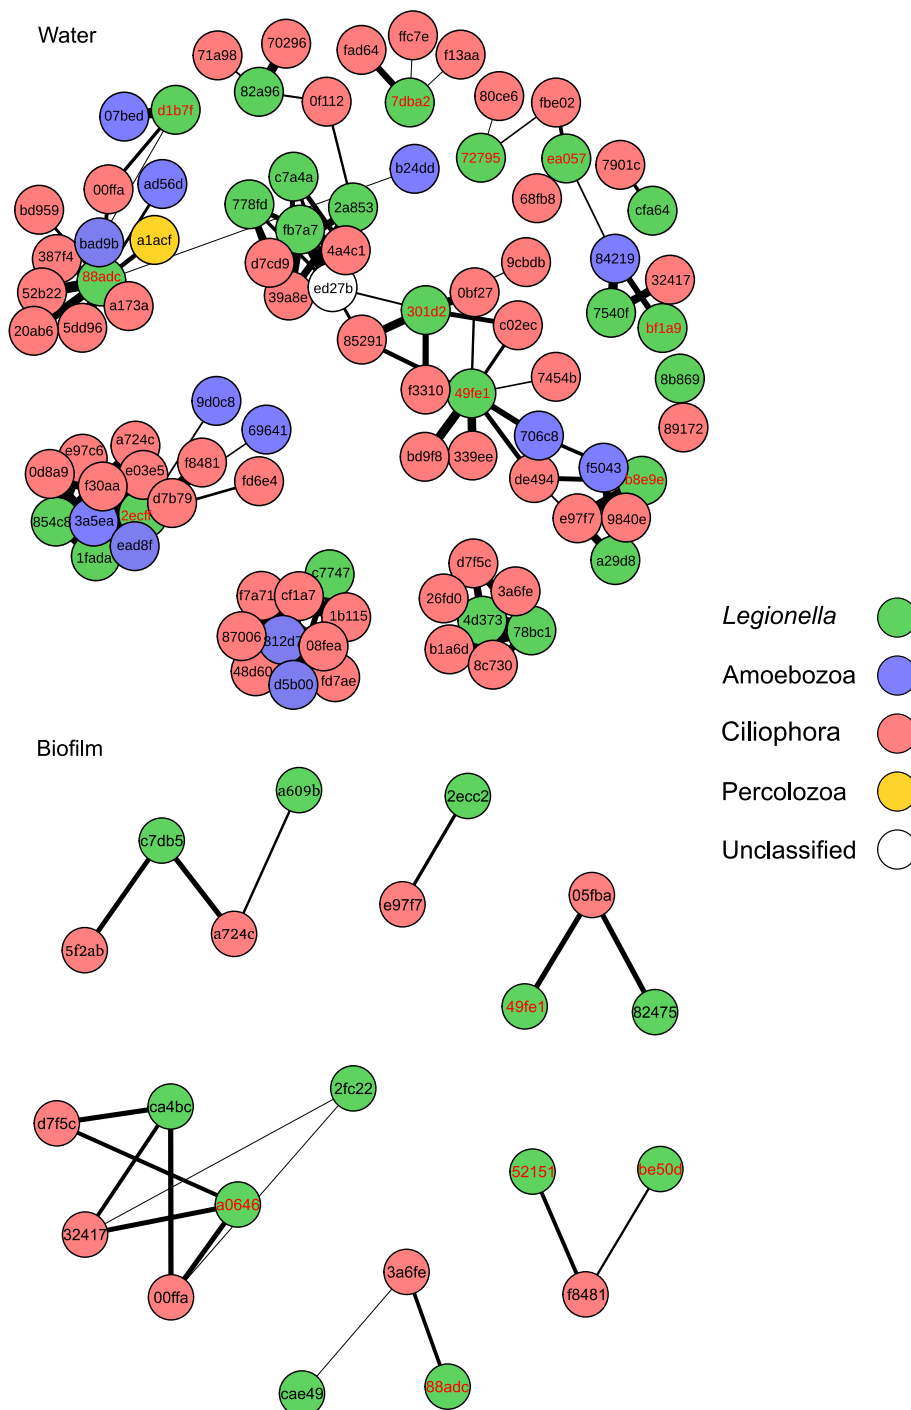 Water
70296
ffc7e
fad64
f13aa
71a98
82a96
0f112
7dba2
80ce6
fbe02
07bed
d1b7f
72795
ea057
7901c
b24dd
c7a4a
00ffa
ad56d
778fd
2a853
68fb8
cfa64
bd959
bad9b
a1acf
fb7a7
4a4c1
387f4
88adc
d7cd9
9cbdb
84219
52b22
a173a
39a8e
ed27b
0bf27
32417
20ab6
5dd96
301d2
7540f
bf1a9
85291
c02ec
f3310
49fe1
7454b
8b869
9d0c8
89172
69641
706c8
bd9f8
339ee
e97c6
a724c
0d8a9
e03e5
f8481
f5043
f30aa
d7b79
fd6e4
de494
b8e9e
854c8
3a5ea
2ecff
e97f7
9840e
1fada
ead8f
a29d8
c7747
d7f5c
f7a71
cf1a7
26fd0
3a6fe
1b115
4d373
78bc1
87006
312d7
08fea
b1a6d
8c730
48d60
d5b00
fd7ae
Legionella
Amoebozoa
Ciliophora
Percolozoa
Unclassified
Biofilm
a609b
2ecc2
c7db5
05fba
e97f7
a724c
5f2ab
49fe1
82475
2fc22
ca4bc
d7f5c
52151
be50d
a0646
32417
3a6fe
00ffa
f8481
cae49
88adc